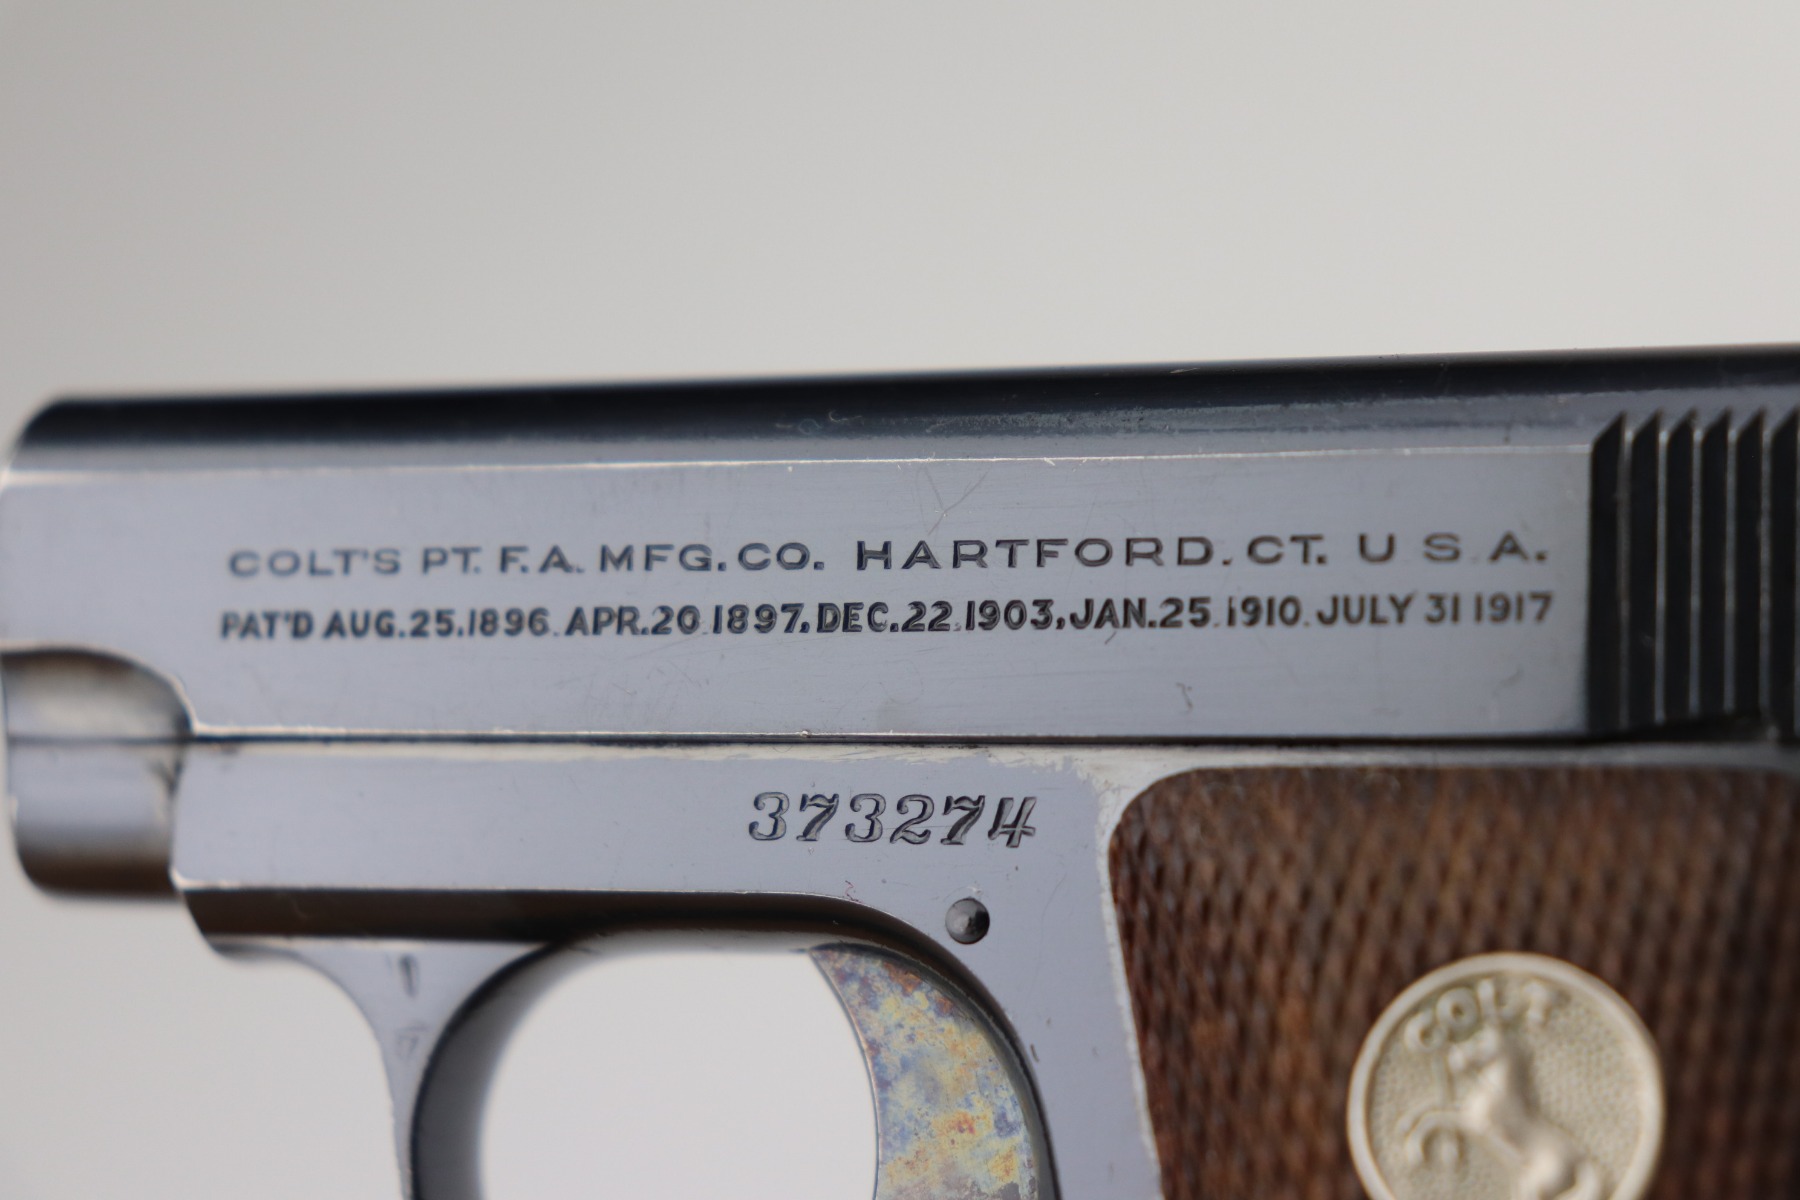 COLT'S PT. F.A. MFG. CO. HARTFORD. CT. U S. A.
PAT'D AUG. 25. 1896. APR. 20 1897, DEC. 22. 1903, JAN. 25. 1910. JULY 31 1917
373274
COLT